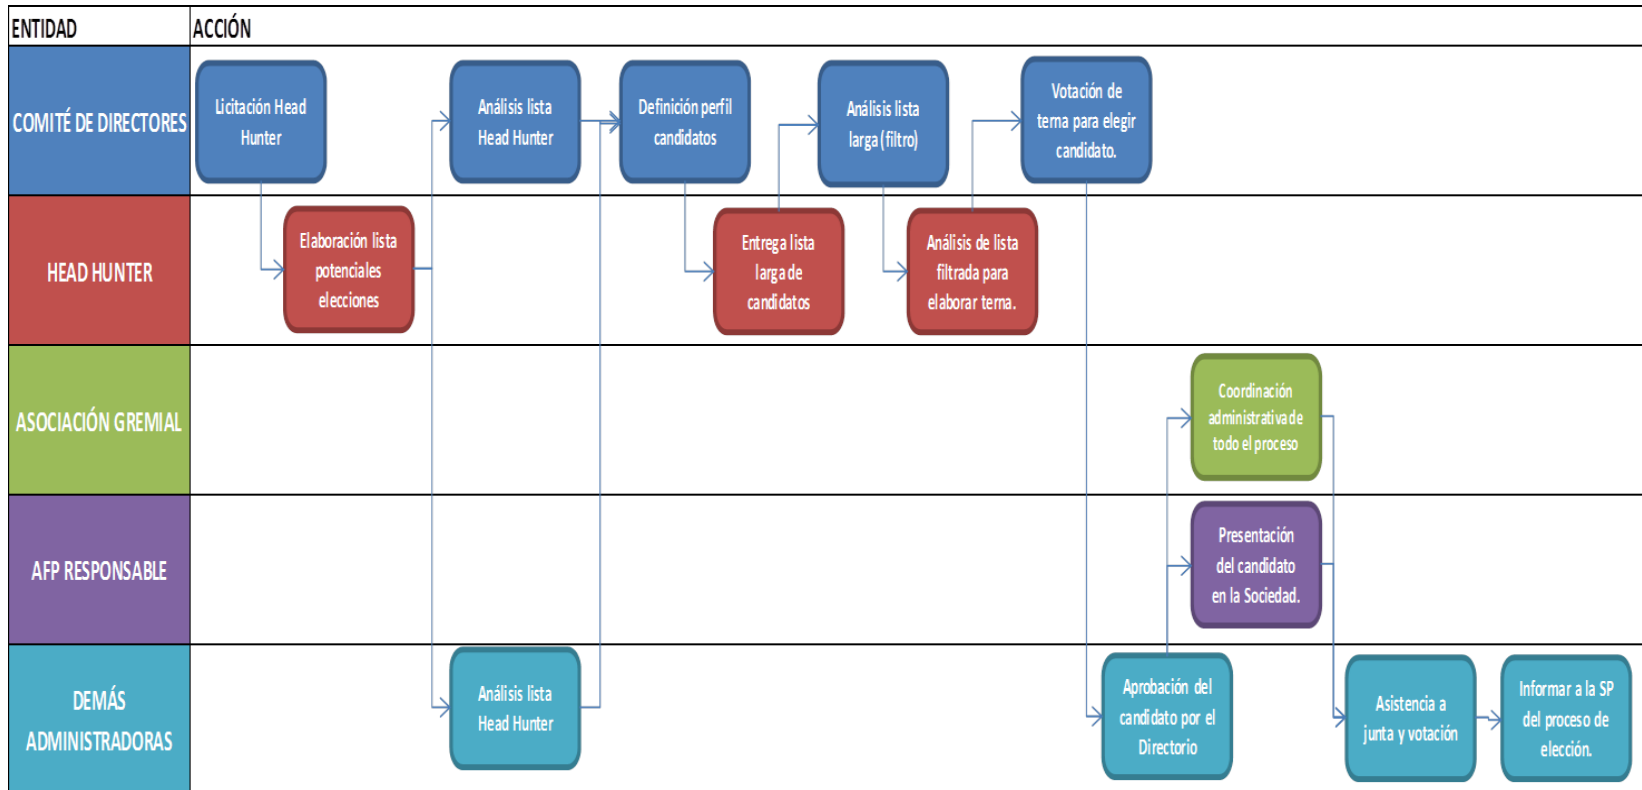 ENTIDAD
ACCIÓN
COMITÉ DE DIRECTORES
Licitación Head
Hunter
Análisis lista
Head Hunter
Definición perfil
candidatos
Análisis lista
larga (filtro)
Votación de
terna para elegir
candidato.
HEAD HUNTER
Elaboración lista
potenciales
elecciones
Entrega lista
larga de
candidatos
Análisis de lista
filtrada para
elaborar terna.
ASOCIACIÓN GREMIAL
Coordinación
administrativa de
todo el proceso
AFP RESPONSABLE
Presentación
del candidato
en la Sociedad.
DEMÁS
ADMINISTRADORAS
Análisis lista
Head Hunter
Aprobación del
candidato por el
Directorio
Asistencia a
junta y votación
Informar a la SP
del proceso de
elección.